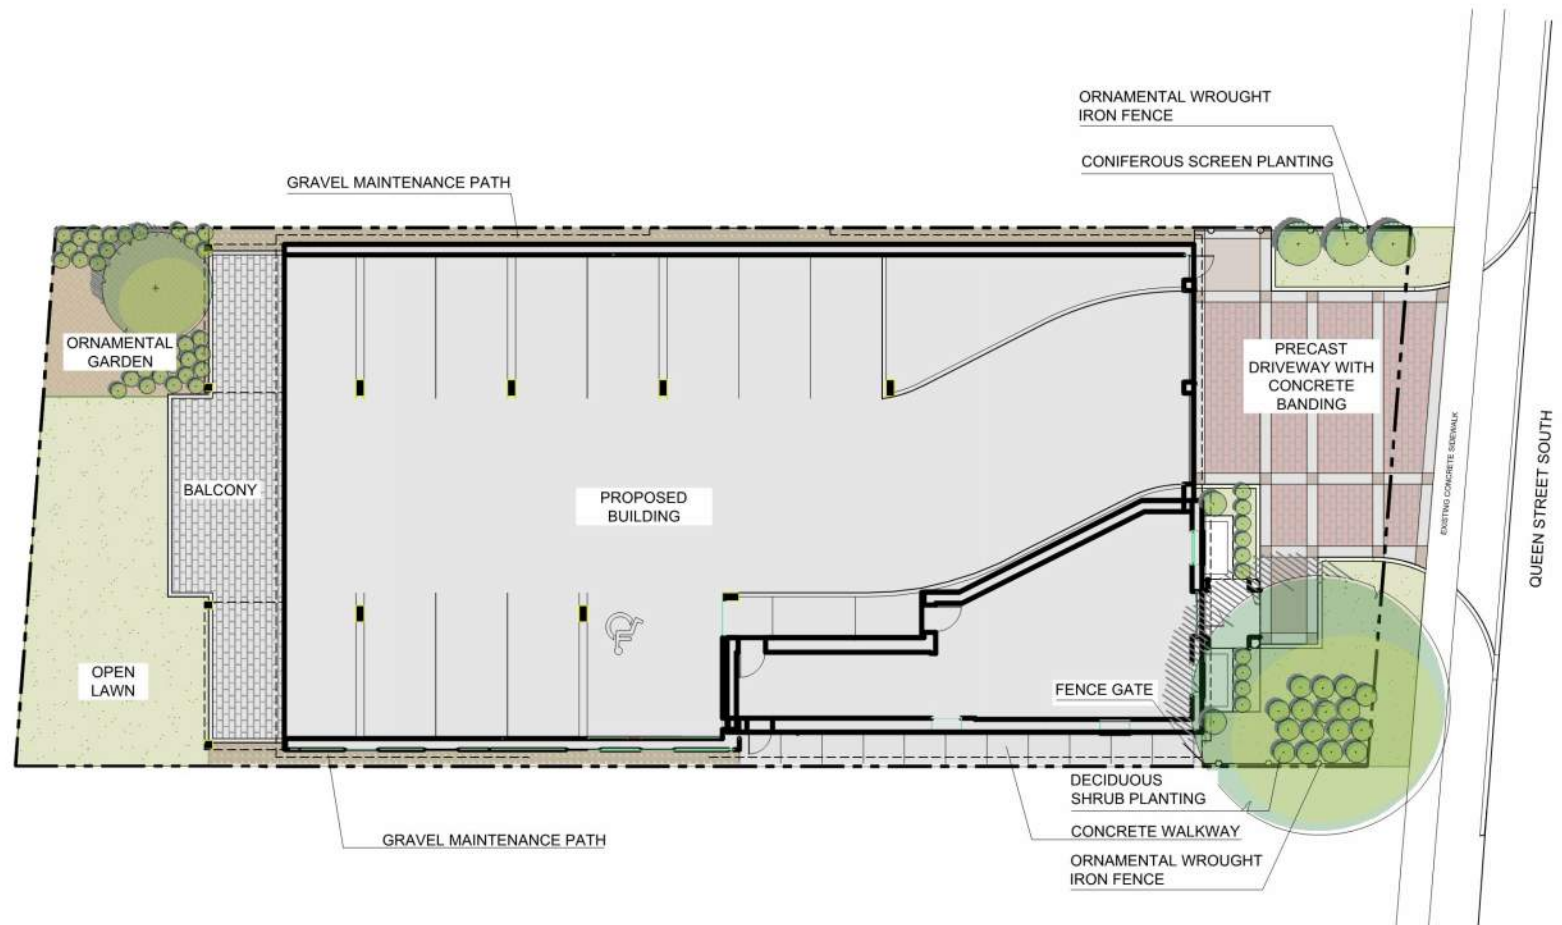 ORNAMENTAL WROUGHT
IRON FENCE
CONIFEROUS SCREEN PLANTING
GRAVEL MAINTENANCE PATH
ORNAMENTAL
GARDEN
PRECAST
DRIVEWAY WITH
CONCRETE
BANDING
EXISTING CONCRETE SIDEWALK
QUEEN STREET SOUTH
BALCONY
PROPOSED
BUILDING
OPEN
LAWN
FENCE GATE
DECIDUOUS
SHRUB PLANTING
CONCRETE WALKWAY
GRAVEL MAINTENANCE PATH
ORNAMENTAL WROUGHT
IRON FENCE